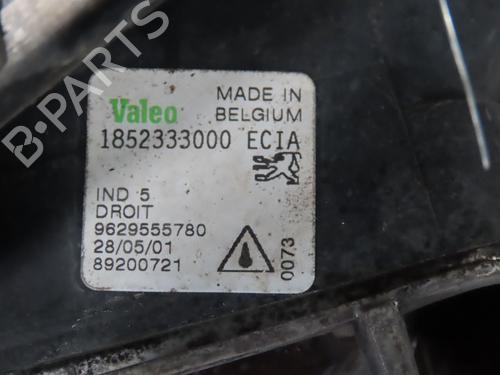 Valeo
MADE IN
BELGIUM
1852333000 ECIA
IND 5
DROIT
9629555780
28/05/01
89200721
0073
B-PARTS